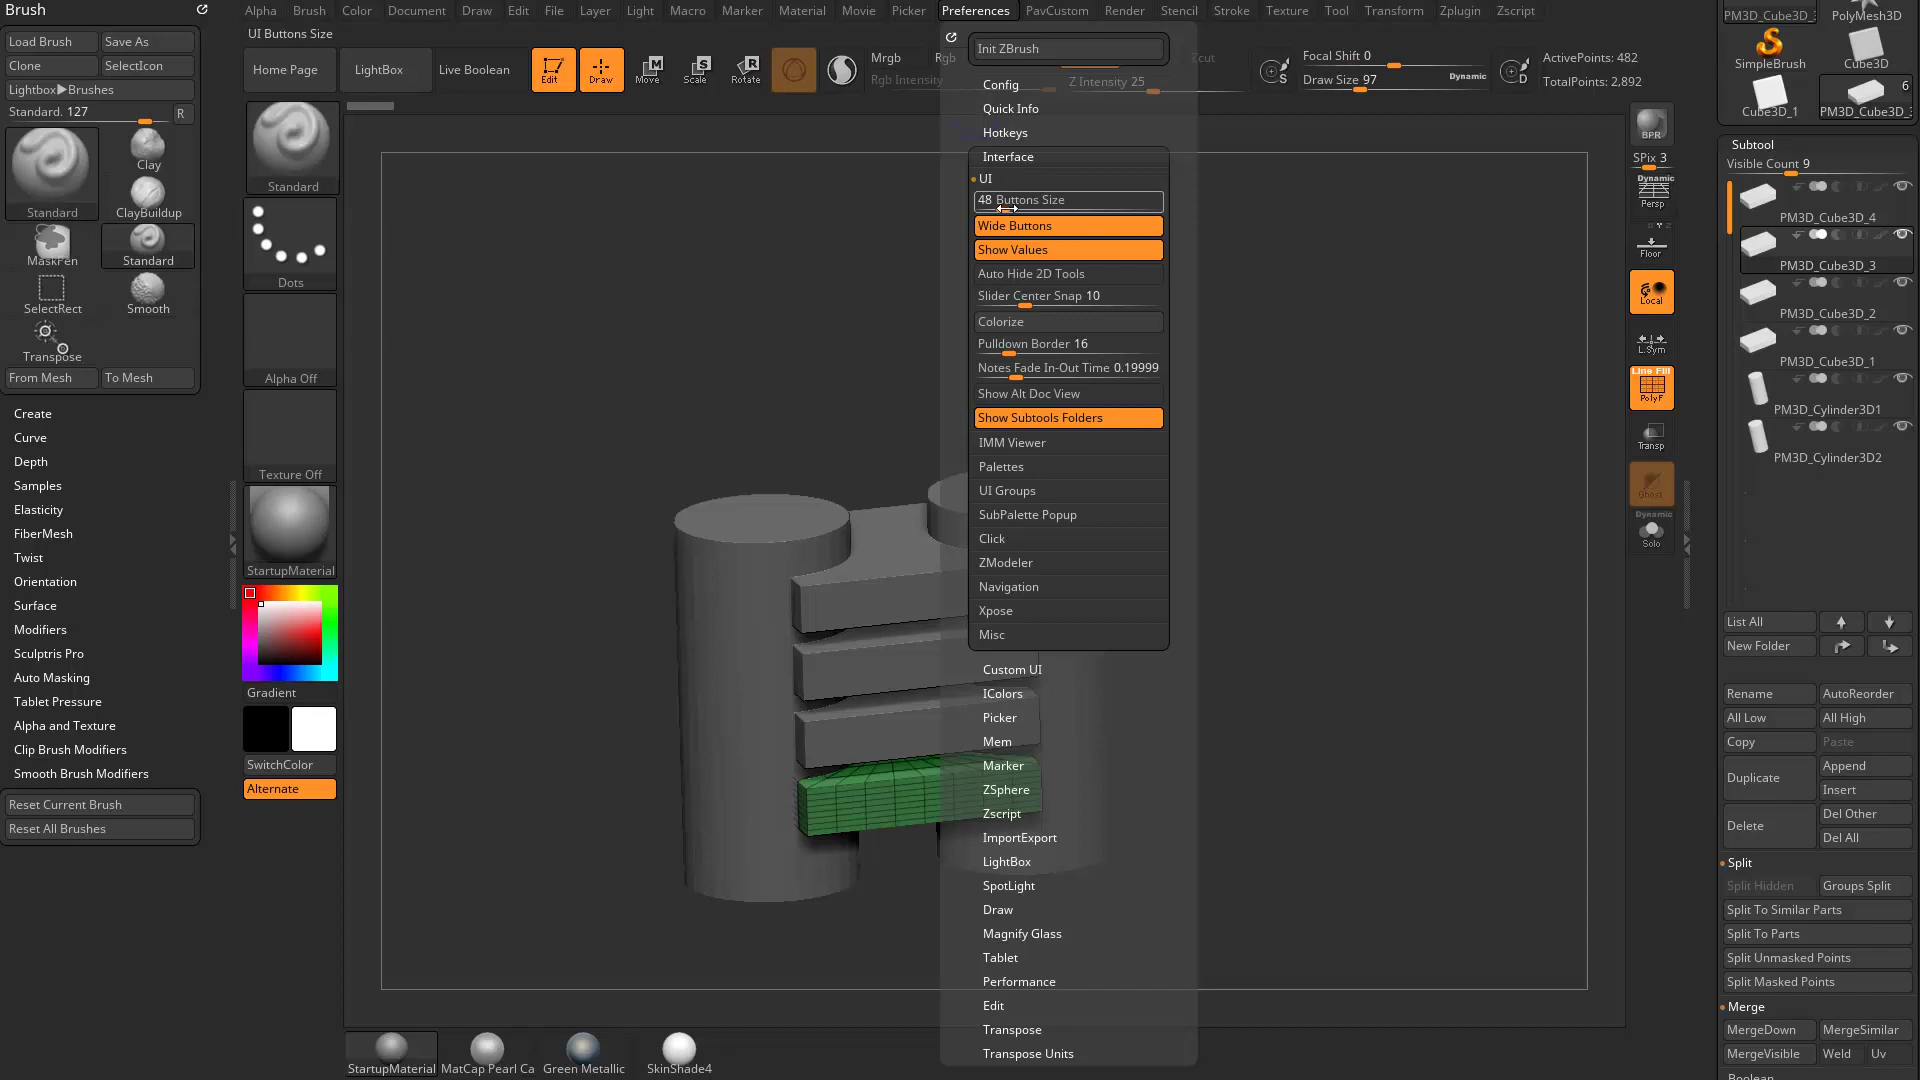 Brush
Alpha Brush Color Document Draw Edit File Layer Light Macro Marker Material Movie Picker Preferences PavCustom Render Stencil Stroke Texture Tool Transform Zplugin Zscript
UI Buttons Size
Load Brush Save As
Clone SelectIcon
Lightbox▶Brushes
Standard. 127 R
Standard
Clay
ClayBuildup
MaskPen
Standard
SelectRect
Smooth
Transpose
From Mesh To Mesh
Create
Curve
Depth
Samples
Elasticity
FiberMesh
Twist
Orientation
Surface
Modifiers
Sculptris Pro
Auto Masking
Tablet Pressure
Alpha and Texture
Clip Brush Modifiers
Smooth Brush Modifiers
Reset Current Brush
Reset All Brushes
Home Page LightBox Live Boolean
Edit Draw Move Scale Rotate
M S R
Mrgb Rgb Zcut
Rgb Intensity
Z Intensity 25
S
Focal Shift 0
Draw Size 97 Dynamic
D
ActivePoints: 482
TotalPoints: 2,892
Standard
Dots
Alpha Off
Texture Off
StartupMaterial
Gradient
SwitchColor
Alternate
Init ZBrush
Config
Quick Info
Hotkeys
Interface
UI
48 Buttons Size
Wide Buttons
Show Values
Auto Hide 2D Tools
Slider Center Snap 10
Colorize
Pulldown Border 16
Notes Fade In-Out Time 0.19999
Show Alt Doc View
Show Subtools Folders
IMM Viewer
Palettes
UI Groups
SubPalette Popup
Click
ZModeler
Navigation
Xpose
Misc
Custom UI
IColors
Picker
Mem
Marker
ZSphere
Zscript
ImportExport
LightBox
SpotLight
Draw
Magnify Glass
Tablet
Performance
Edit
Transpose
Transpose Units
StartupMaterial MatCap Pearl Ca Green Metallic SkinShade4
BPR
SPix 3
Dynamic
Persp
Floor
Local
L.Sym
Line Fill
PolyF
Transp
Ghost
Dynamic
Solo
PM3D_Cube3D_3 PolyMesh3D
SimpleBrush Cube3D
6
Cube3D_1 PM3D_Cube3D_3
Subtool
Visible Count 9
PM3D_Cube3D_4
PM3D_Cube3D_3
PM3D_Cube3D_2
PM3D_Cube3D_1
PM3D_Cylinder3D1
PM3D_Cylinder3D2
List All
New Folder
Rename AutoReorder
All Low All High
Copy Paste
Duplicate Append
Insert
Delete Del Other
Del All
Split
Split Hidden Groups Split
Split To Similar Parts
Split To Parts
Split Unmasked Points
Split Masked Points
Merge
MergeDown MergeSimilar
MergeVisible Weld Uv
Boolean